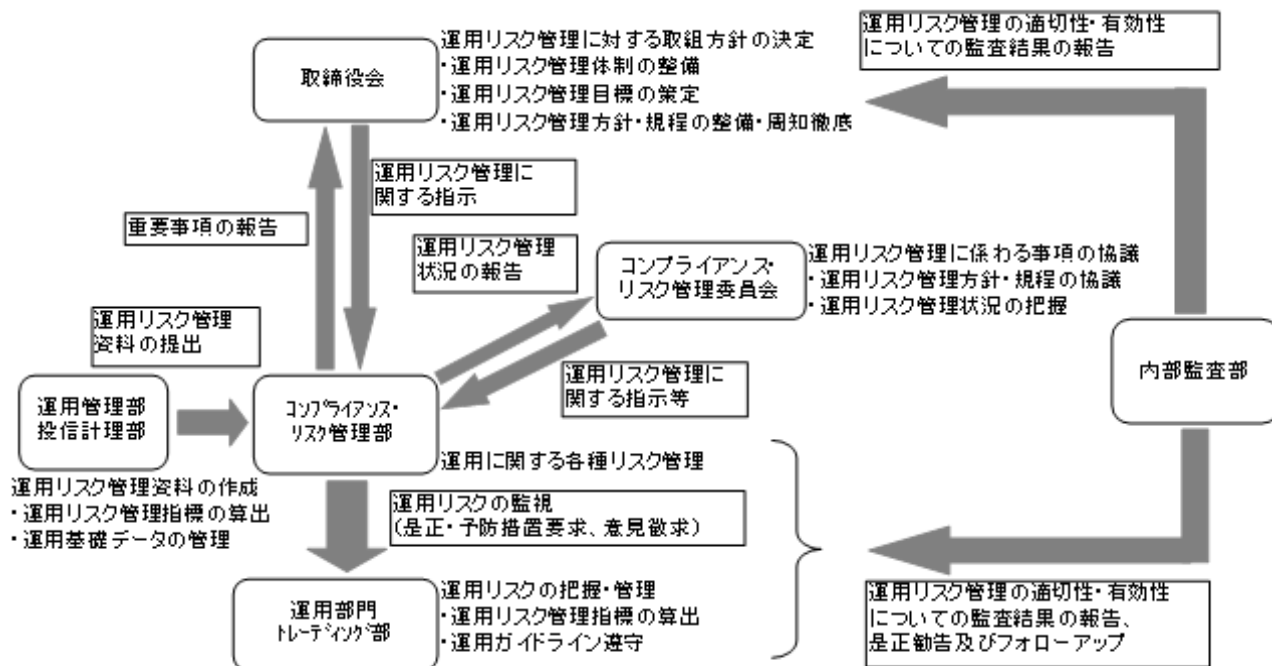 取締役会
運用リスク管理に対する取組方針の決定
・運用リスク管理体制の整備
・運用リスク管理目標の策定
・運用リスク管理方針・規程の整備・周知徹底
運用リスク管理の適切性・有効性
についての監査結果の報告
運用リスク管理に
関する指示
重要事項の報告
運用リスク管理
状況の報告
コンプライアンス・
リスク管理委員会
運用リスク管理に係わる事項の協議
・運用リスク管理方針・規程の協議
・運用リスク管理状況の把握
運用リスク管理
資料の提出
運用リスク管理に
関する指示等
内部監査部
運用管理部
投信計理部
コンプライアンス・
リスク管理部
運用に関する各種リスク管理
運用リスク管理資料の作成
・運用リスク管理指標の算出
・運用基礎データの管理
運用リスクの監視
(是正・予防措置要求、意見徴求)
運用部門
トレーディング部
運用リスクの把握・管理
・運用リスク管理指標の算出
・運用ガイドライン遵守
運用リスク管理の適切性・有効性
についての監査結果の報告、
是正勧告及びフォローアップ